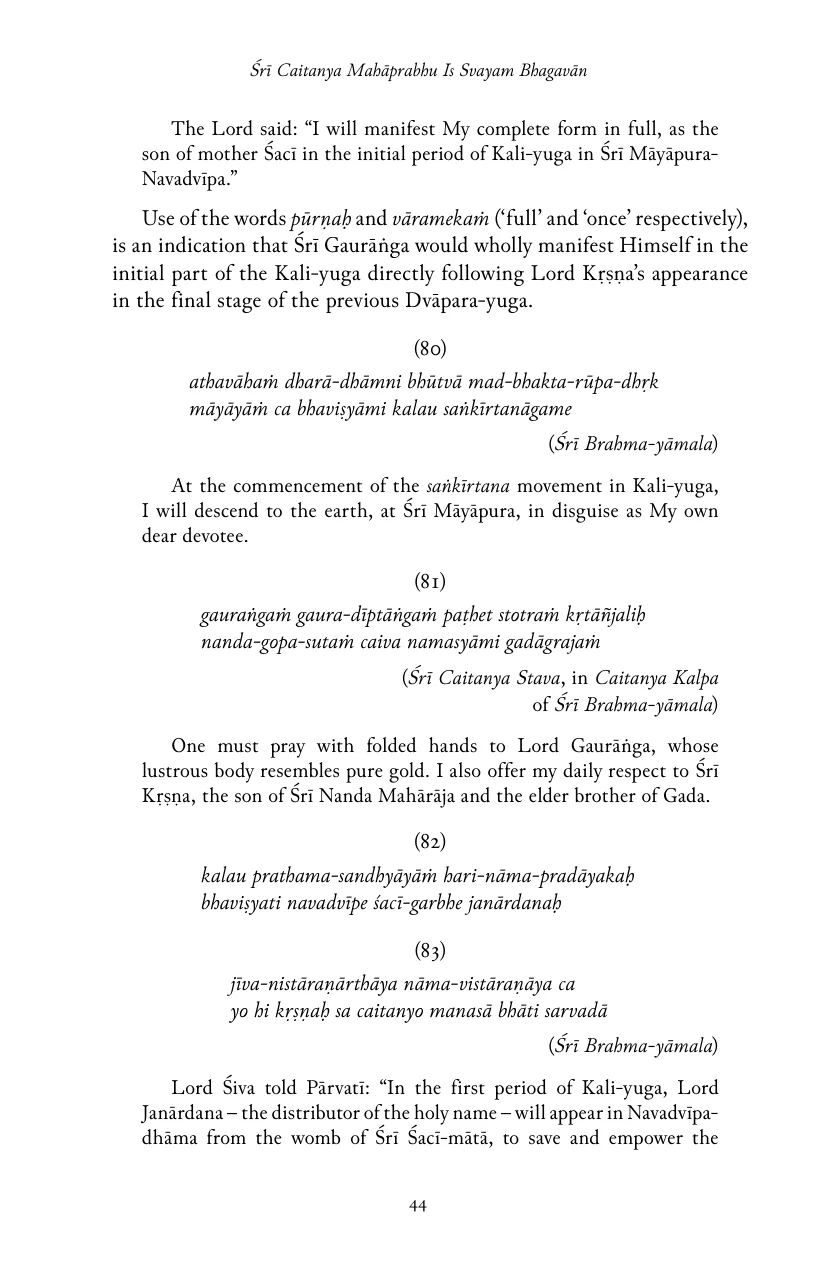 Śrī Caitanya Mahāprabhu Is Svayam Bhagavān
The Lord said: “I will manifest My complete form in full, as the
son of mother Śacī in the initial period of Kali-yuga in Śrī Māyāpura-
Navadvīpa.”
Use of the words pūrṇaḥ and vāramekaṁ (‘full’ and ‘once’ respectively),
is an indication that Śrī Gaurāṅga would wholly manifest Himself in the
initial part of the Kali-yuga directly following Lord Kṛṣṇa’s appearance
in the final stage of the previous Dvāpara-yuga.
(80)
athavāhaṁ dharā-dhāmni bhūtvā mad-bhakta-rūpa-dhṛk
māyāyāṁ ca bhaviṣyāmi kalau saṅkīrtanāgame
(Śrī Brahma-yāmala)
At the commencement of the saṅkīrtana movement in Kali-yuga,
I will descend to the earth, at Śrī Māyāpura, in disguise as My own
dear devotee.
(81)
gauraṅgaṁ gaura-dīptāṅgaṁ paṭhet stotraṁ kṛtāñjaliḥ
nanda-gopa-sutaṁ caiva namasyāmi gadāgrajaṁ
(Śrī Caitanya Stava, in Caitanya Kalpa
of Śrī Brahma-yāmala)
One must pray with folded hands to Lord Gaurāṅga, whose
lustrous body resembles pure gold. I also offer my daily respect to Śrī
Kṛṣṇa, the son of Śrī Nanda Mahārāja and the elder brother of Gada.
(82)
kalau prathama-sandhyāyāṁ hari-nāma-pradāyakaḥ
bhaviṣyati navadvīpe śacī-garbhe janārdanaḥ
(83)
jīva-nistāraṇārthāya nāma-vistāraṇāya ca
yo hi kṛṣṇaḥ sa caitanyo manasā bhāti sarvadā
(Śrī Brahma-yāmala)
Lord Śiva told Pārvatī: “In the first period of Kali-yuga, Lord
Janārdana – the distributor of the holy name – will appear in Navadvīpa-
dhāma from the womb of Śrī Śacī-mātā, to save and empower the
44